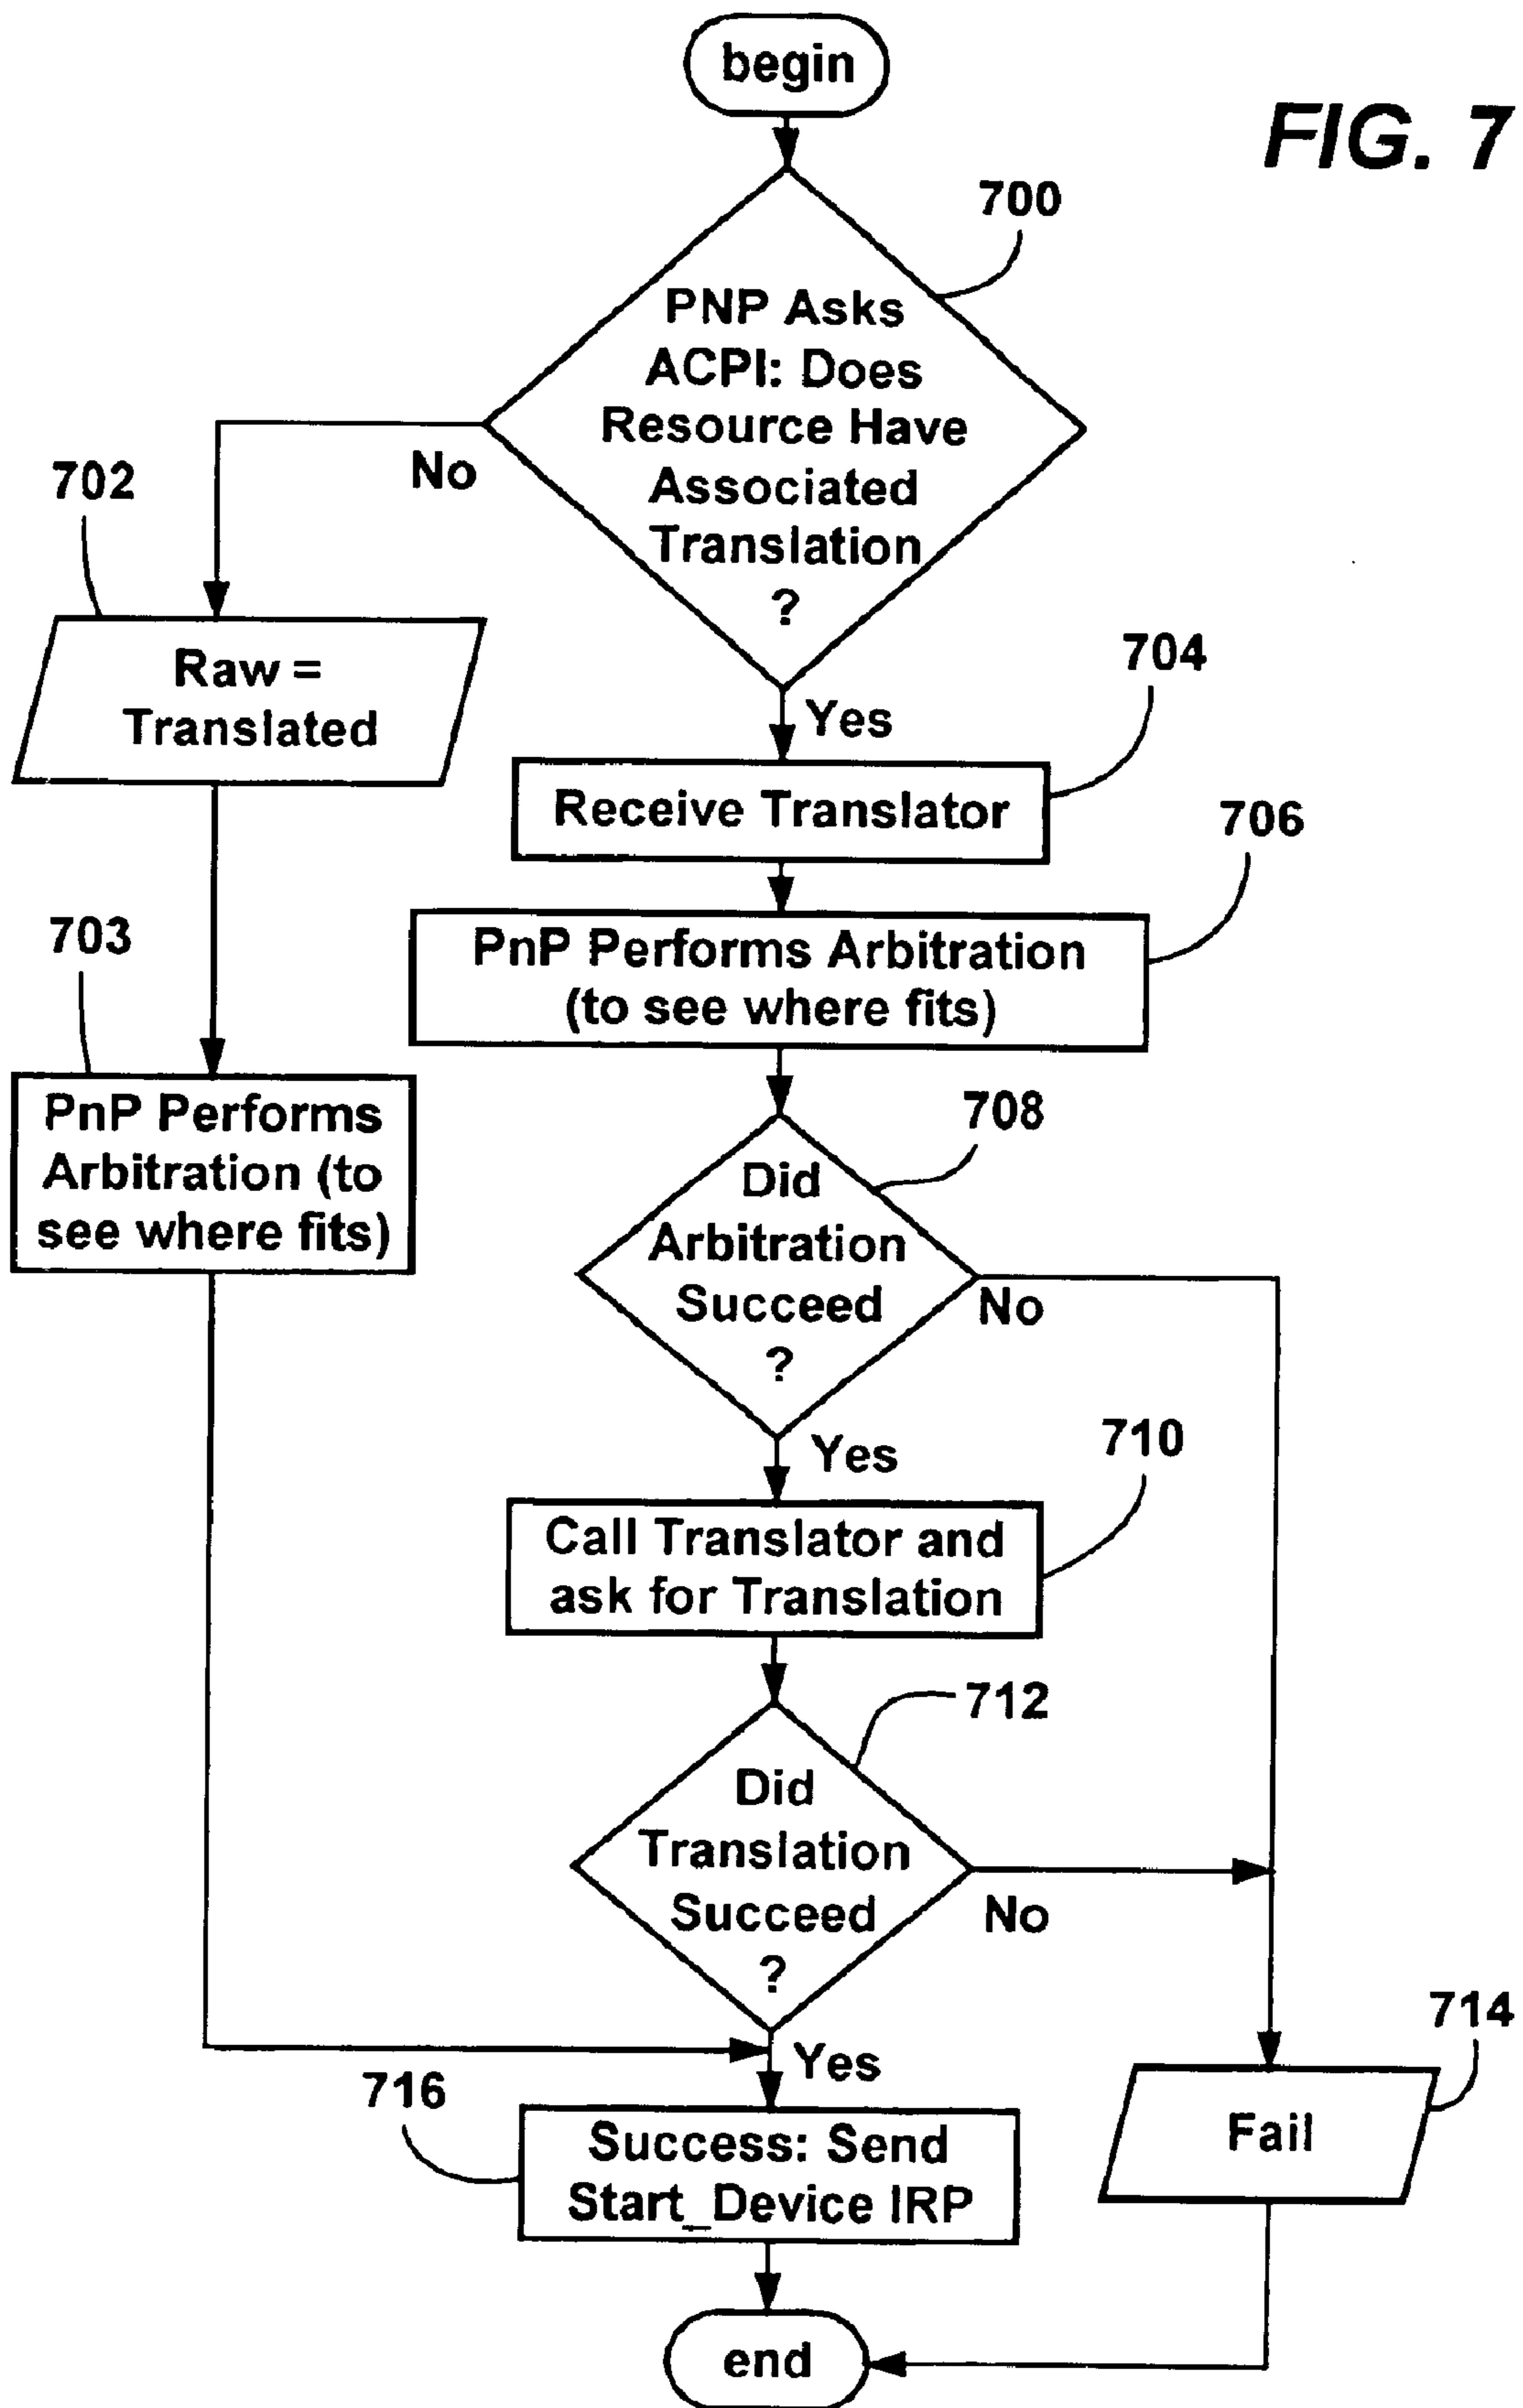 begin
FIG. 7
700
PNP Asks
ACPI: Does
Resource Have
Associated
Translation
?
No
Yes
702
Raw =
Translated
704
Receive Translator
706
PnP Performs Arbitration
(to see where fits)
703
PnP Performs
Arbitration (to
see where fits)
708
Did
Arbitration
Succeed
?
No
Yes
710
Call Translator and
ask for Translation
712
Did
Translation
Succeed
?
No
Yes
714
Fail
716
Success: Send
Start_Device IRP
end